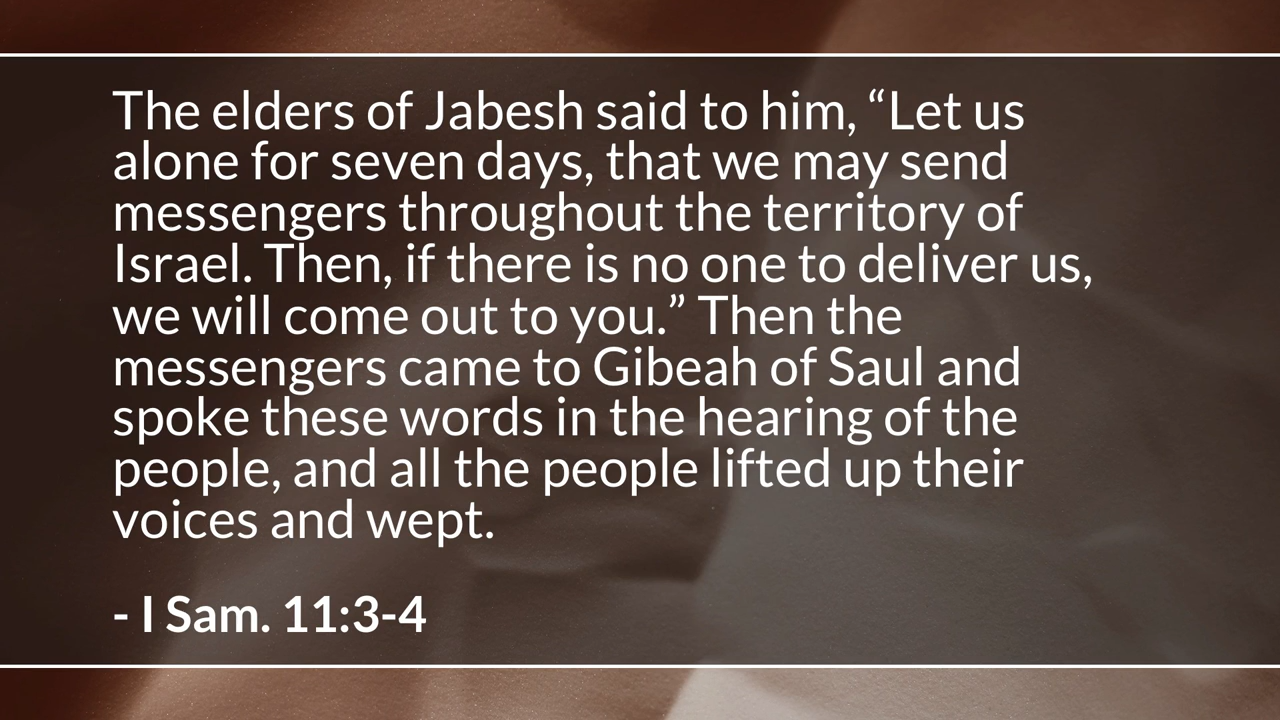 The elders of Jabesh said to him, “Let us
alone for seven days, that we may send
messengers throughout the territory of
Israel. Then, if there is no one to deliver us,
we will come out to you.” Then the
messengers came to Gibeah of Saul and
spoke these words in the hearing of the
people, and all the people lifted up their
voices and wept.
- I Sam. 11:3-4